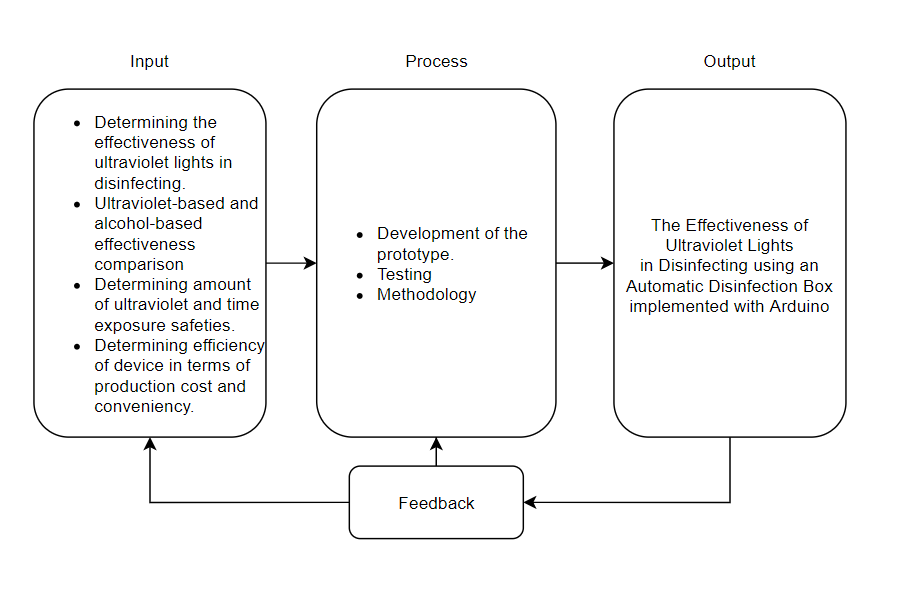 Input
Process
Output
• Determining the
effectiveness of
ultraviolet lights in
disinfecting.
• Ultraviolet-based and
alcohol-based
effectiveness
comparison
• Determining amount
of ultraviolet and time
exposure safeties.
• Determining efficiency
of device in terms of
production cost and
conveniency.
• Development of the
prototype.
• Testing
• Methodology
The Effectiveness of
Ultraviolet Lights
in Disinfecting using an
Automatic Disinfection Box
implemented with Arduino
Feedback